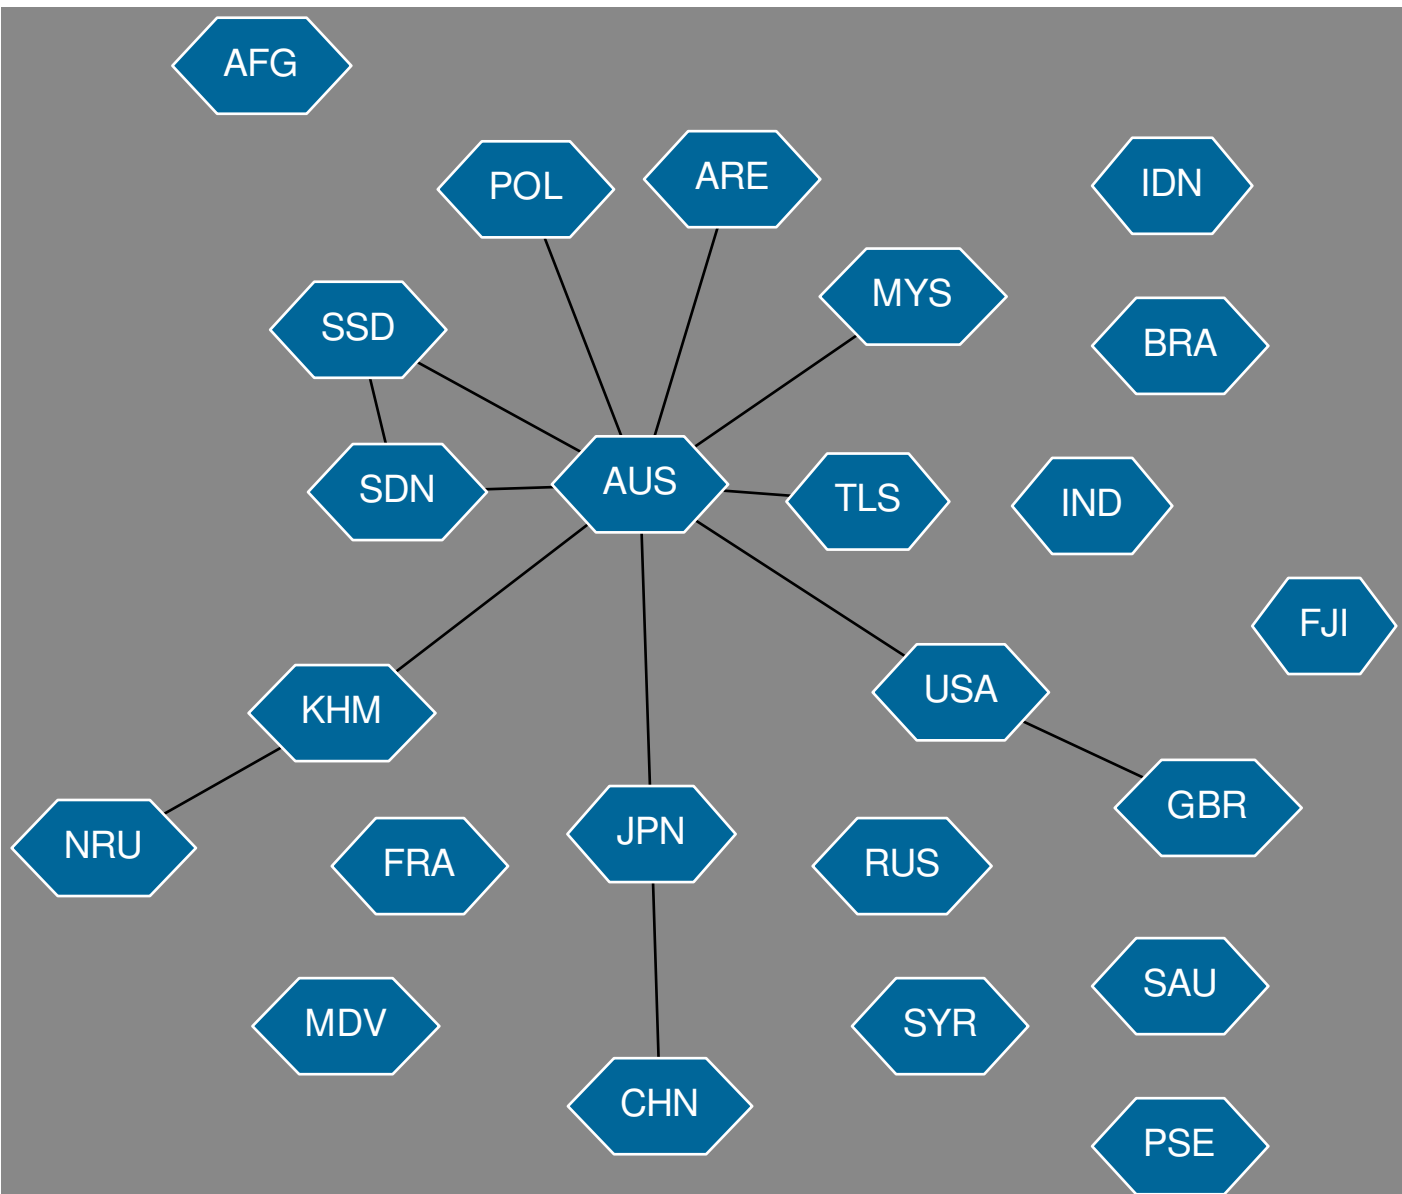 AFG
POL
ARE
IDN
MYS
SSD
BRA
SDN
AUS
TLS
IND
FJI
KHM
USA
NRU
FRA
JPN
RUS
GBR
MDV
SYR
SAU
CHN
PSE